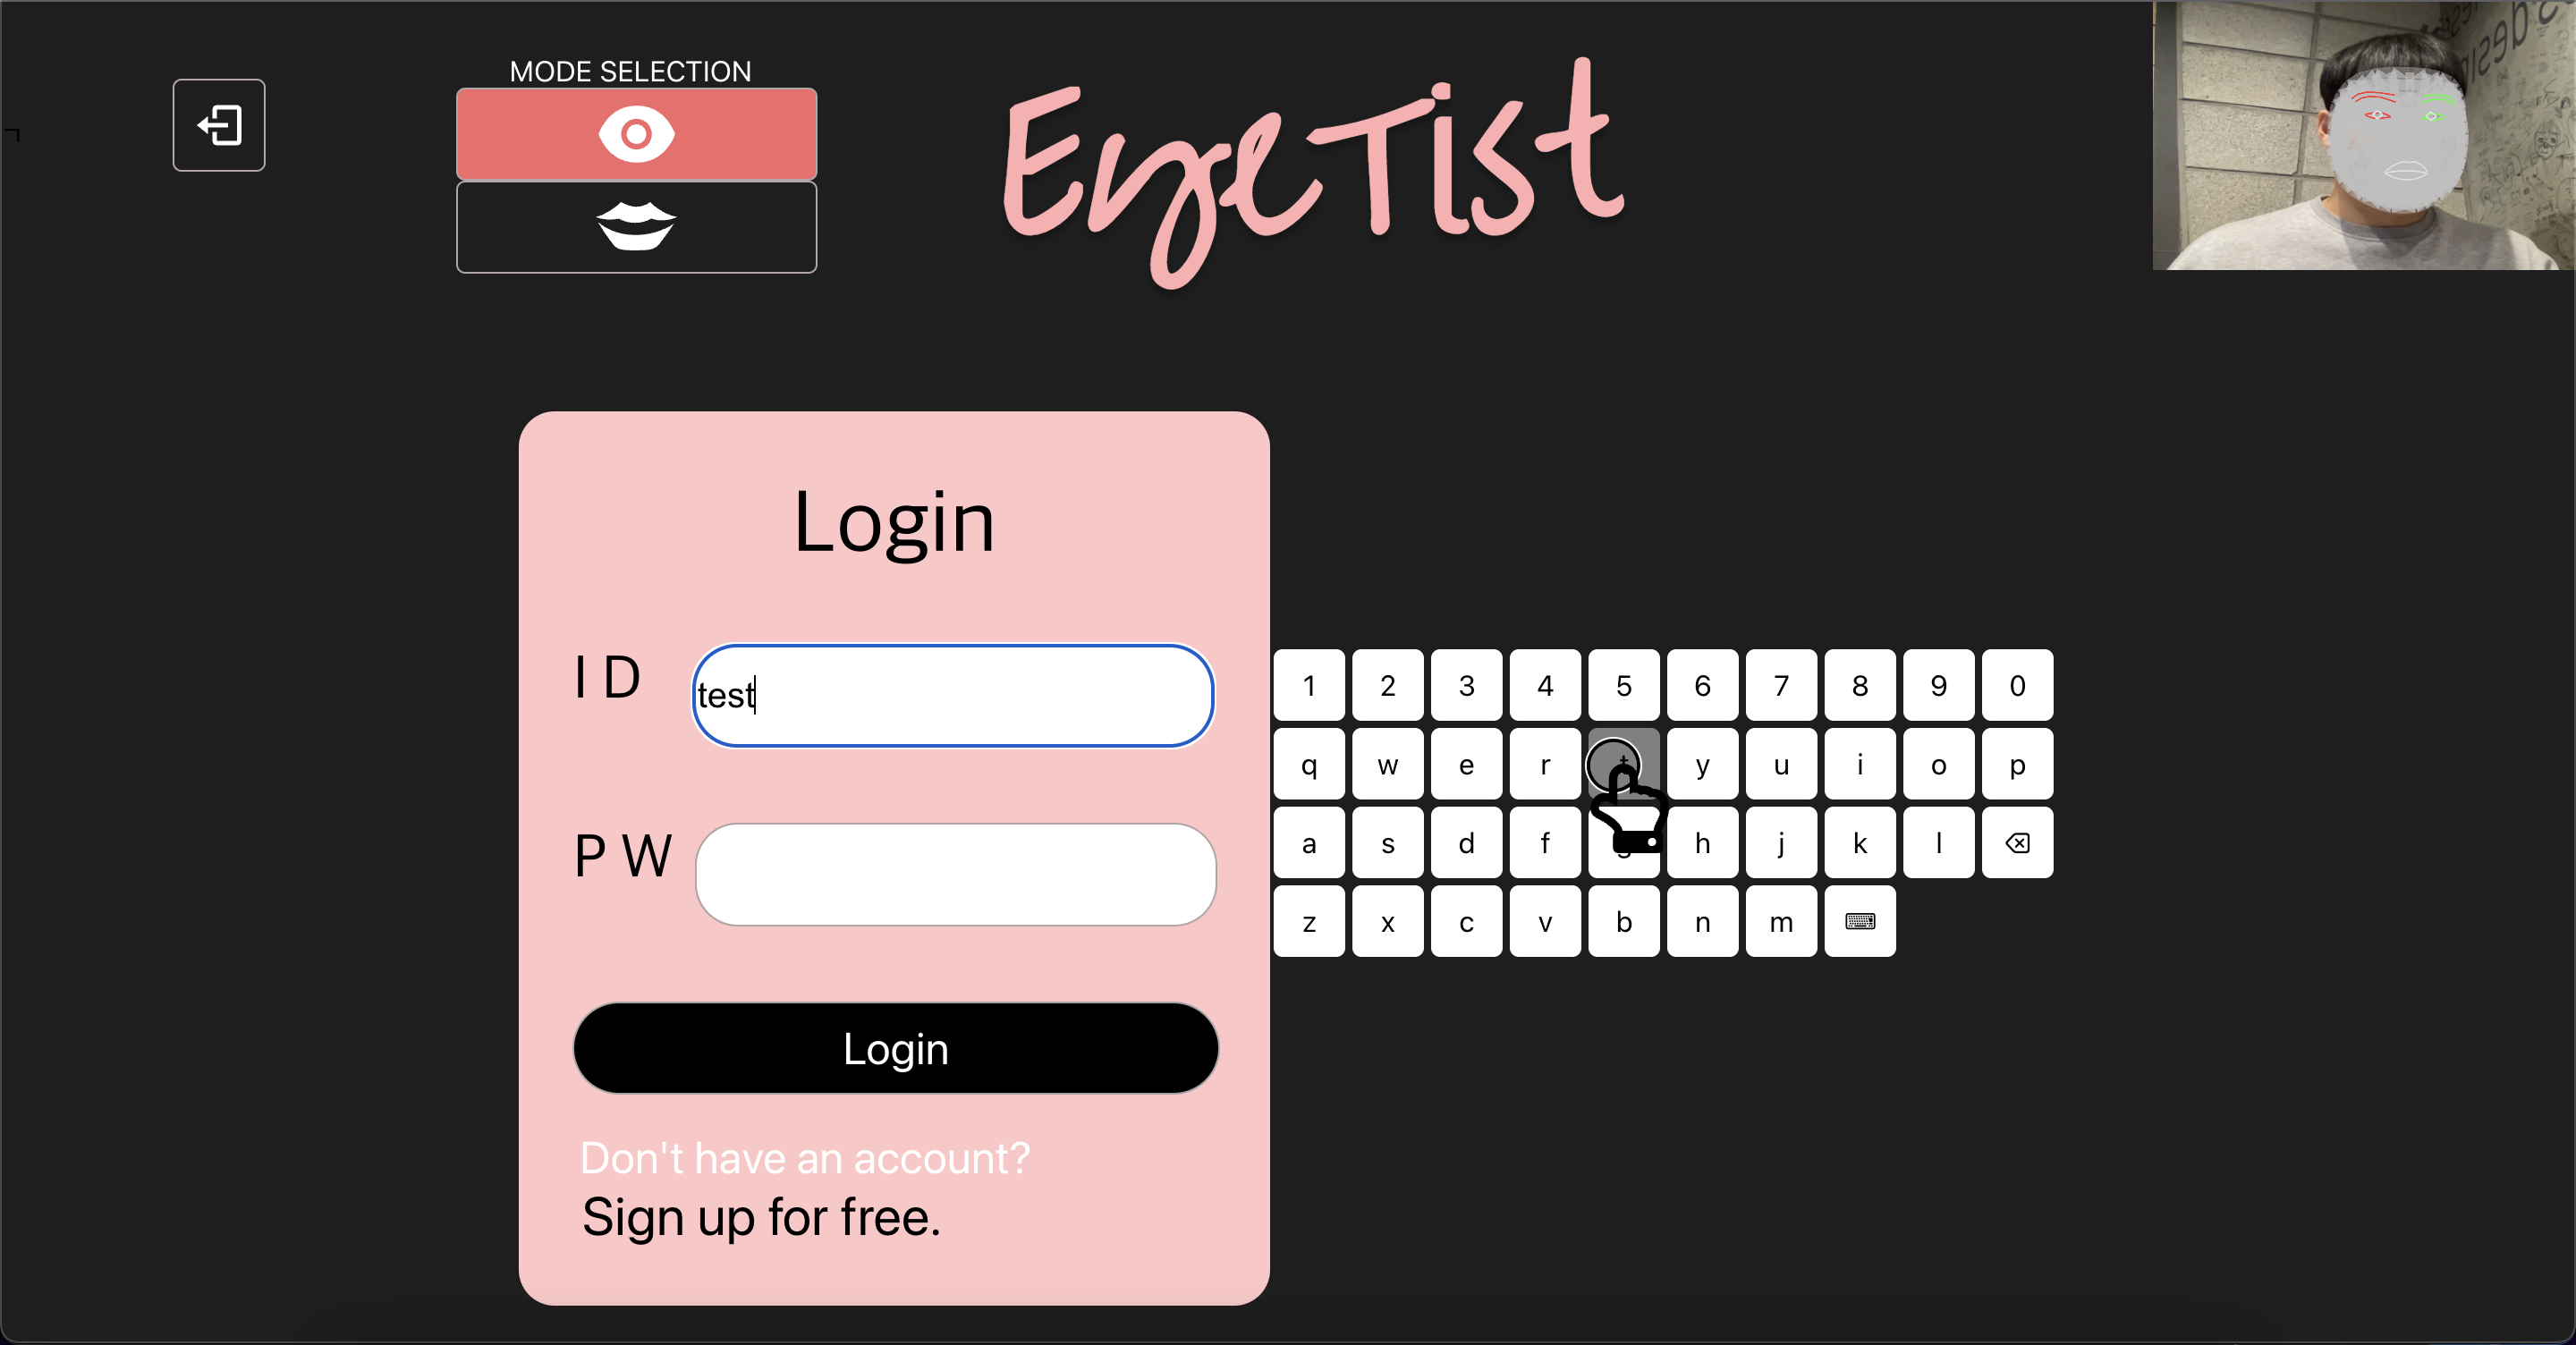 MODE SELECTION
EyeTist
Login
I D
test
P W
Login
Don't have an account?
Sign up for free.
1 2 3 4 5 6 7 8 9 0
q w e r t y u i o p
a s d f g h j k l
z x c v b n m